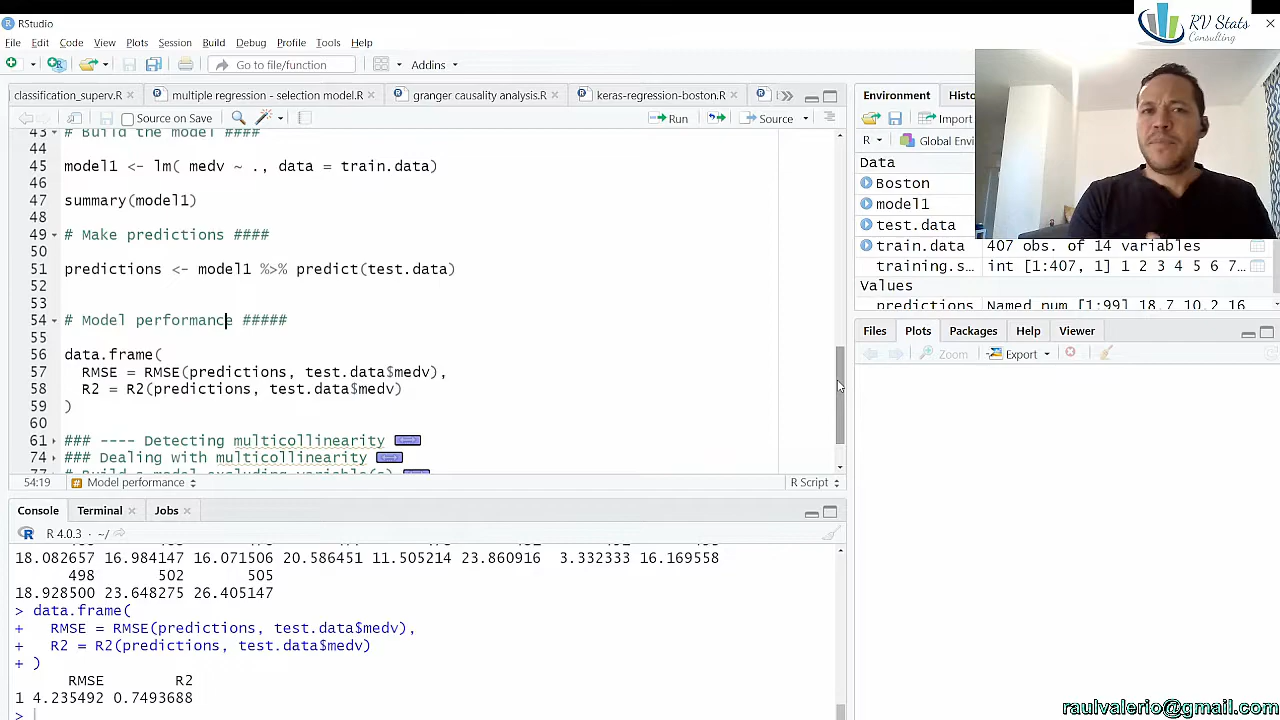 RStudio
RV Stats
Consulting
File Edit Code View Plots Session Build Debug Profile Tools Help
Go to file/function Addins
classification_superv.R multiple regression - selection model.R granger causality analysis.R keras-regression-boston.R
Source on Save Run Source
43 # Build the model ####
44
45 model1 <- lm( medv ~ ., data = train.data)
46
47 summary(model1)
48
49 # Make predictions ####
50
51 predictions <- model1 %>% predict(test.data)
52
53
54 # Model performance #####
55
56 data.frame(
57 RMSE = RMSE(predictions, test.data$medv),
58 R2 = R2(predictions, test.data$medv)
59 )
60
61 ### ---- Detecting multicollinearity
74 ### Dealing with multicollinearity
77 # Build a model excluding variable(s)
54:19 Model performance R Script
Console Terminal Jobs
R 4.0.3 · ~/
18.082657 16.984147 16.071506 20.586451 11.505214 23.860916 3.332333 16.169558
498 502 505
18.928500 23.648275 26.405147
> data.frame(
+ RMSE = RMSE(predictions, test.data$medv),
+ R2 = R2(predictions, test.data$medv)
+ )
RMSE R2
1 4.235492 0.7493688
>
Environment Histo
Import
R Global Envi
Data
Boston
model1
test.data
train.data 407 obs. of 14 variables
training.s… int [1:407, 1] 1 2 3 4 5 6 7…
Values
predictions Named num [1:99] 18.7 10.2 16
Files Plots Packages Help Viewer
Zoom Export
raulvalerio@gmail.com